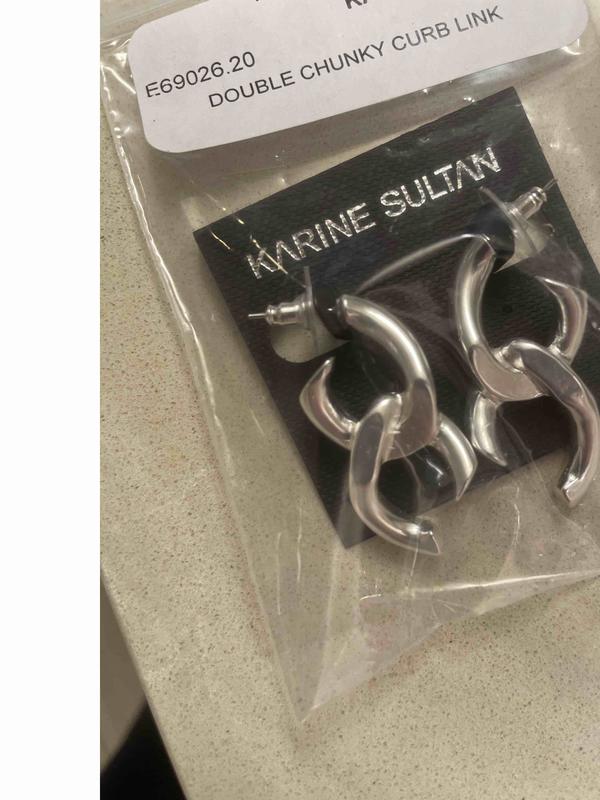 E69026.20
DOUBLE CHUNKY CURB LINK
KARINE SULTAN